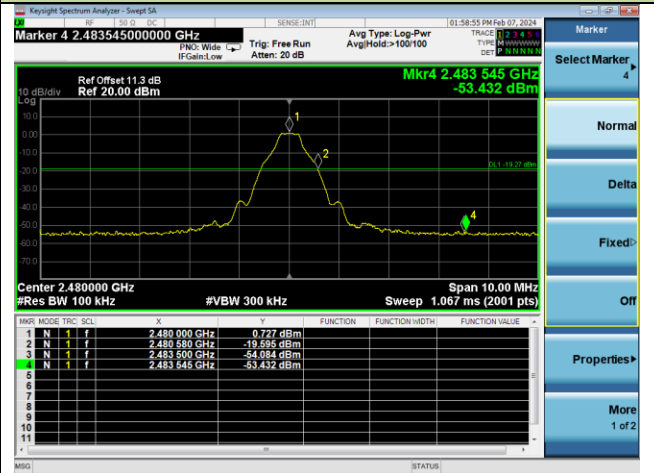 Keysight Spectrum Analyzer - Swept SA
RF 50 Ω DC SENSE:INT 01:58:55 PM Feb 07, 2024
Marker 4 2.483545000000 GHz
PNO: Wide
IFGain:Low
Trig: Free Run
Atten: 20 dB
Avg Type: Log-Pwr
Avg|Hold:>100/100
TRACE 1 2 3 4 5 6
TYPE M WWWWW
DET P NNNNN
Marker
Select Marker
4
Normal
Delta
Fixed
Off
Properties
More
1 of 2
Mkr4 2.483 545 GHz
-53.432 dBm
Ref Offset 11.3 dB
10 dB/div Ref 20.00 dBm
Log
10.0
0.00
-10.0
-20.0
-30.0
-40.0
-50.0
-60.0
-70.0
1
2
DL1 -19.27 dBm
4
Center 2.480000 GHz Span 10.00 MHz
#Res BW 100 kHz #VBW 300 kHz Sweep 1.067 ms (2001 pts)
MKR MODE TRC SCL X Y FUNCTION FUNCTION WIDTH FUNCTION VALUE
1 N 1 f 2.480 000 GHz 0.727 dBm
2 N 1 f 2.480 580 GHz -19.595 dBm
3 N 1 f 2.483 500 GHz -54.084 dBm
4 N 1 f 2.483 545 GHz -53.432 dBm
5
6
7
8
9
10
11
MSG STATUS